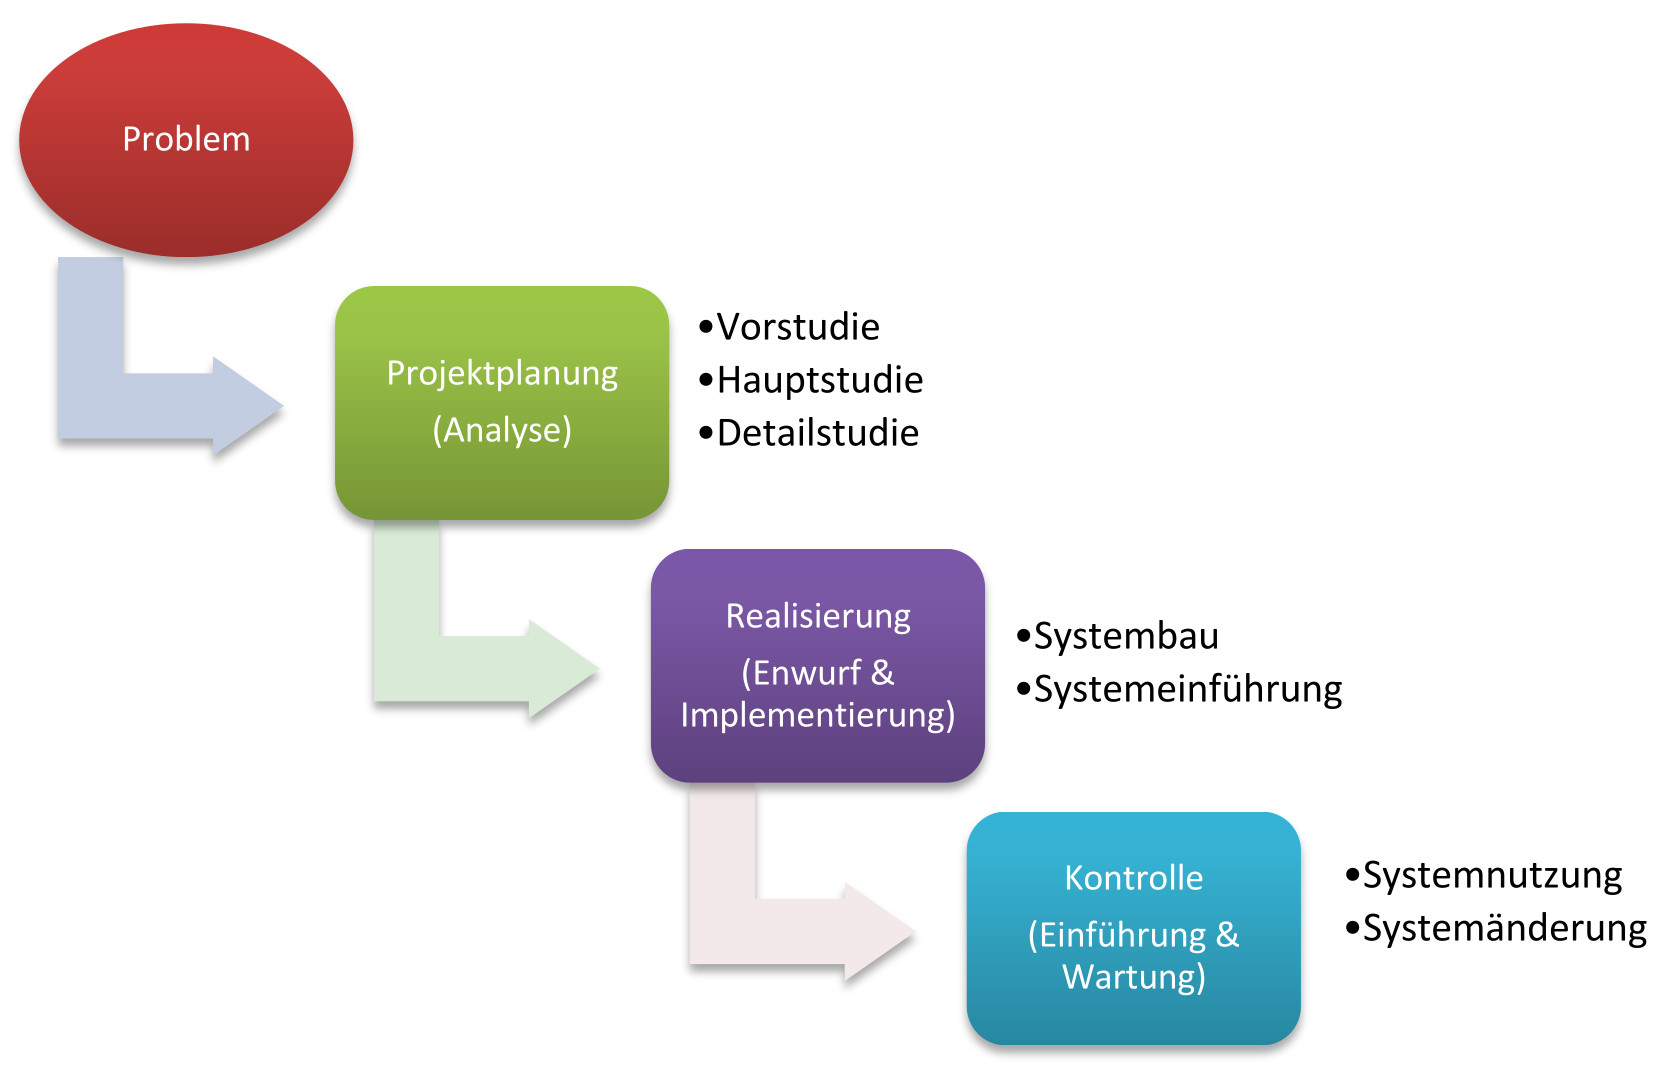 Problem
Projektplanung
(Analyse)
•Vorstudie
•Hauptstudie
•Detailstudie
Realisierung
(Enwurf &
Implementierung)
•Systembau
•Systemeinführung
Kontrolle
(Einführung &
Wartung)
•Systemnutzung
•Systemänderung